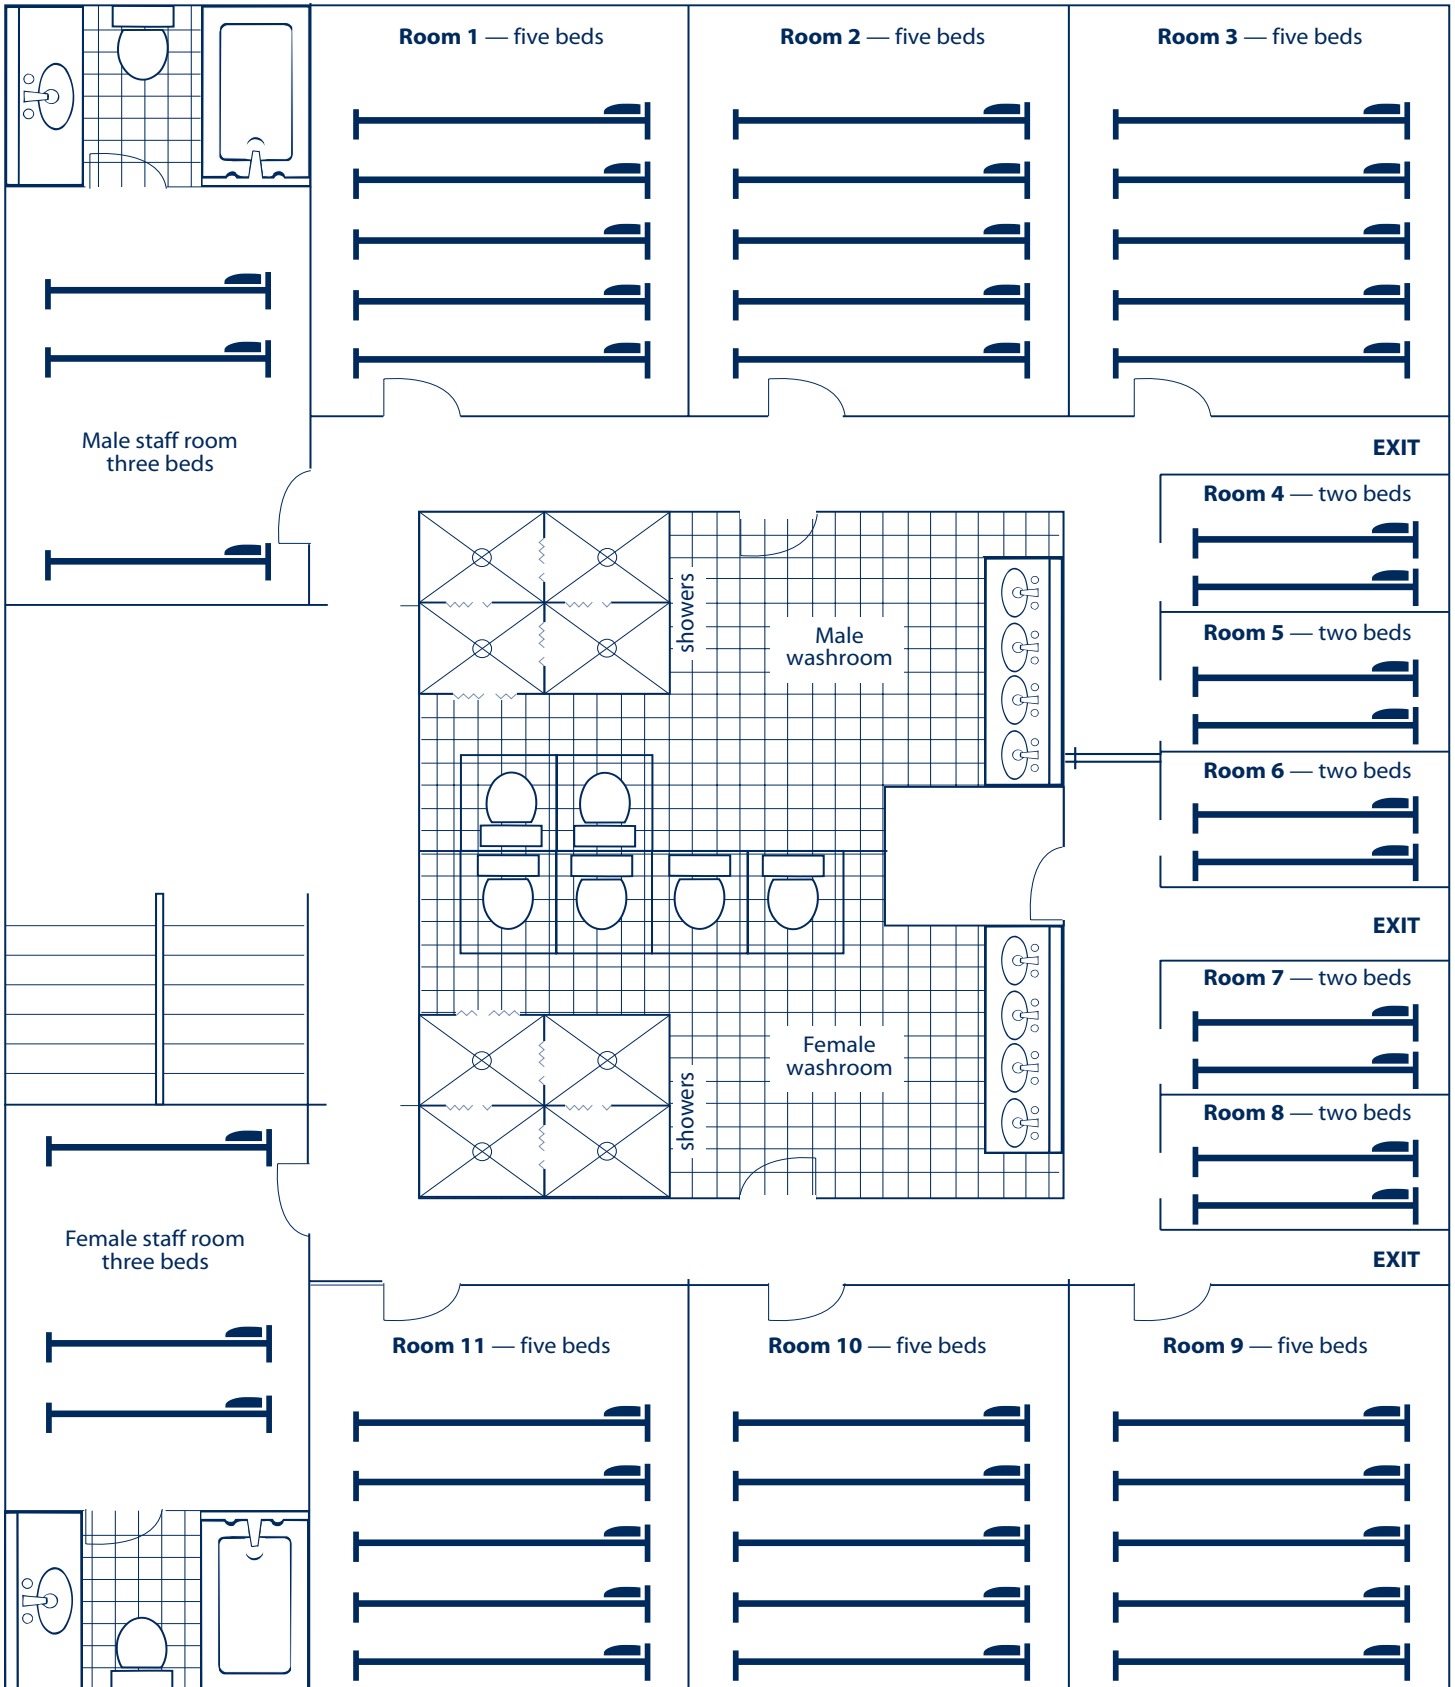 Room 1 — five beds
Room 2 — five beds
Room 3 — five beds
Male staff room
three beds
EXIT
Room 4 — two beds
showers
Male
washroom
Room 5 — two beds
Room 6 — two beds
EXIT
Room 7 — two beds
Female
washroom
showers
Room 8 — two beds
Female staff room
three beds
EXIT
Room 11 — five beds
Room 10 — five beds
Room 9 — five beds